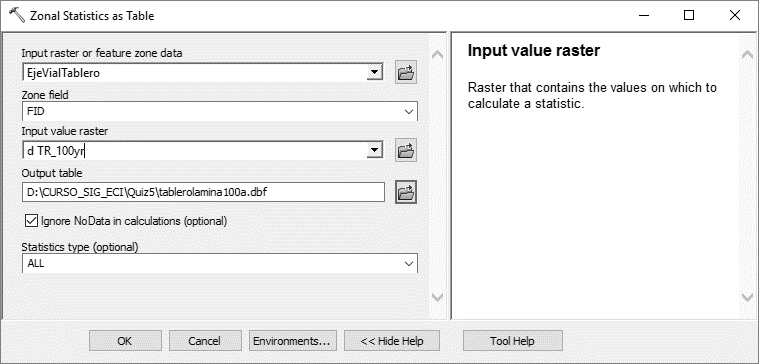 Zonal Statistics as Table
Input raster or feature zone data
EjeVialTablero
Zone field
FID
Input value raster
d TR_100yr
Output table
D:\CURSO_SIG_ECI\Quiz5\tablerolamina100a.dbf
Ignore NoData in calculations (optional)
Statistics type (optional)
ALL
Input value raster
Raster that contains the values on which to
calculate a statistic.
OK
Cancel
Environments...
<< Hide Help
Tool Help